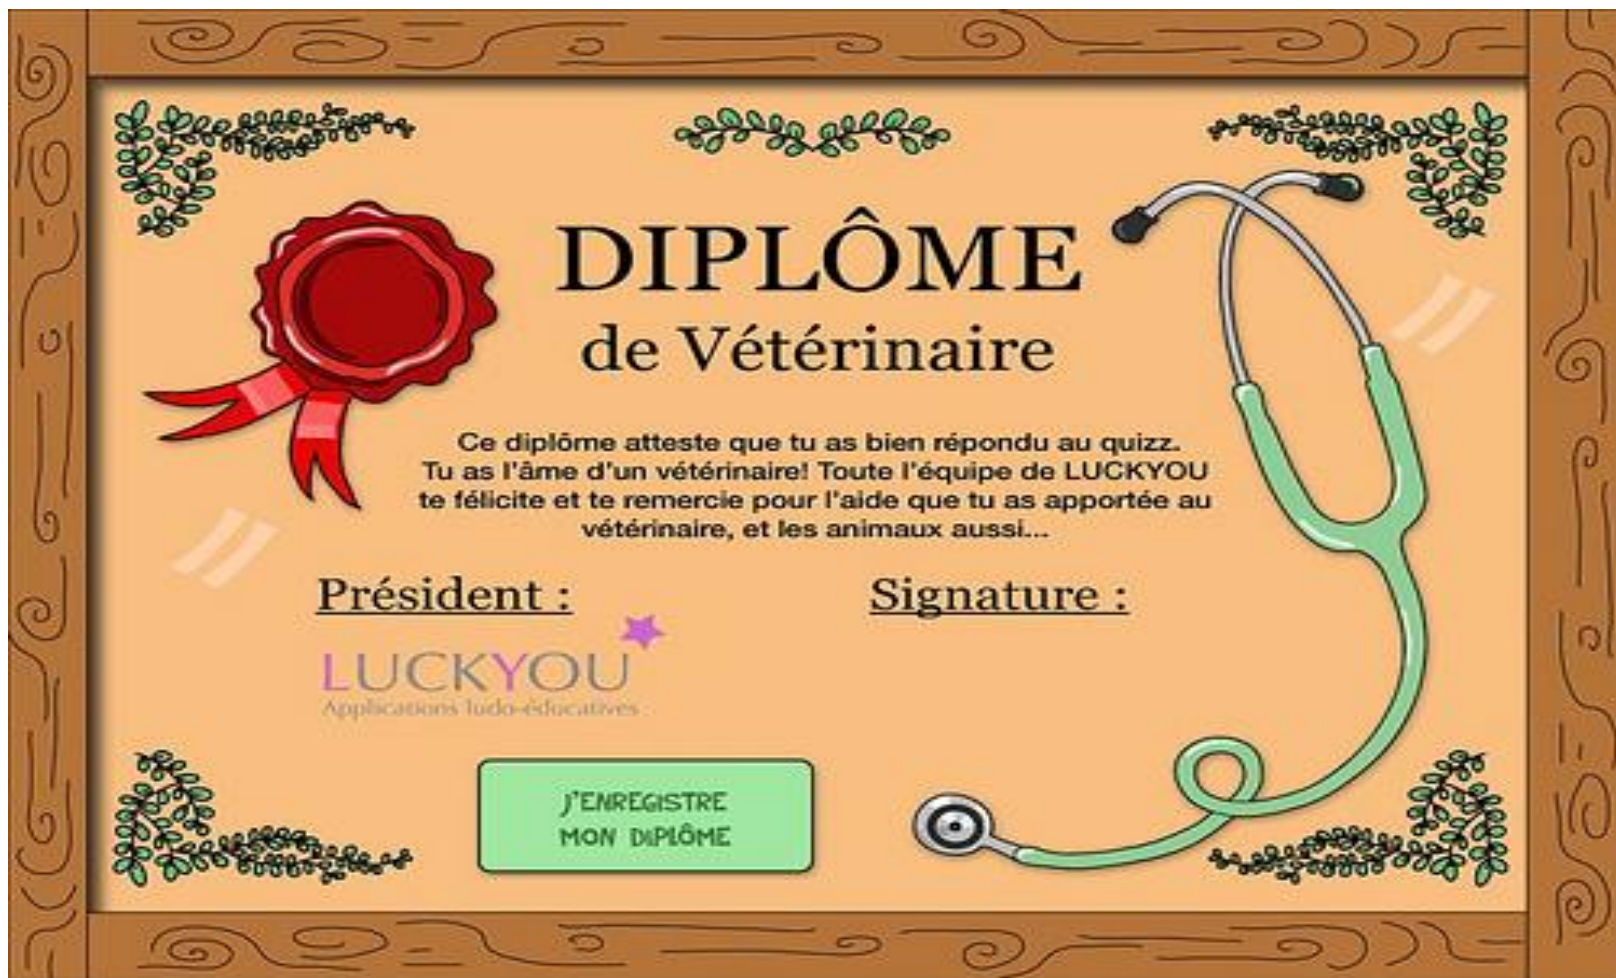 DIPLÔME
de Vétérinaire
Ce diplôme atteste que tu as bien répondu au quizz.
Tu as l'âme d'un vétérinaire! Toute l'équipe de LUCKYOU
te félicite et te remercie pour l'aide que tu as apportée au
vétérinaire, et les animaux aussi...
Président :
Signature :
LUCKYOU
Applications ludo-éducatives
J'ENREGISTRE
MON DIPLÔME